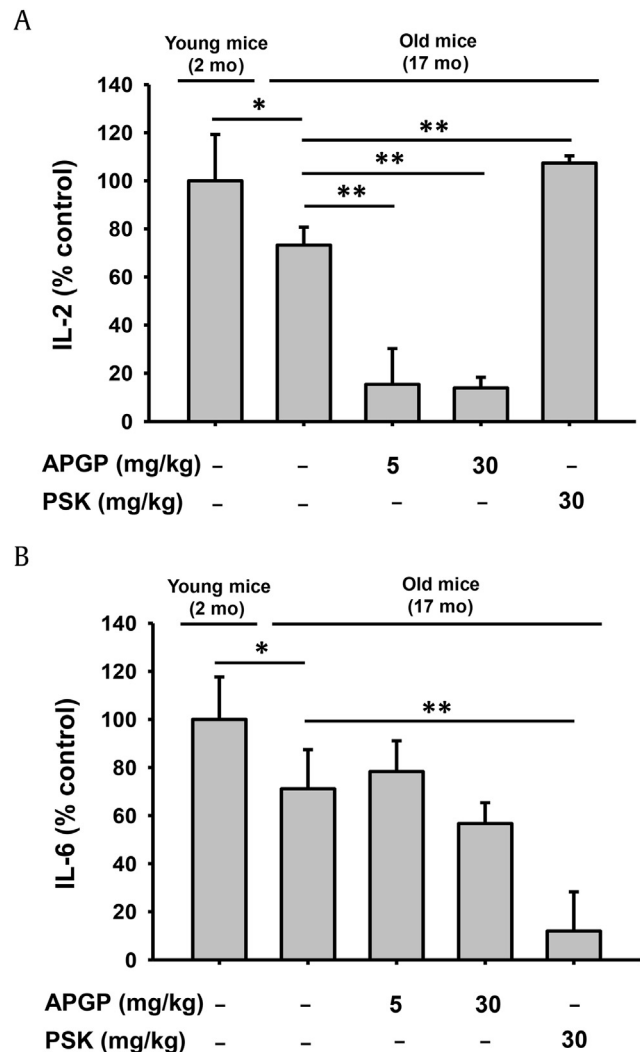 A
Young mice
(2 mo)
Old mice
(17 mo)
140
120
100
80
60
40
20
0
IL-2 (% control)
*
**
**
**
APGP (mg/kg) – – 5 30 –
PSK (mg/kg) – – – – 30
B
Young mice
(2 mo)
Old mice
(17 mo)
140
120
100
80
60
40
20
0
IL-6 (% control)
*
**
APGP (mg/kg) – – 5 30 –
PSK (mg/kg) – – – – 30